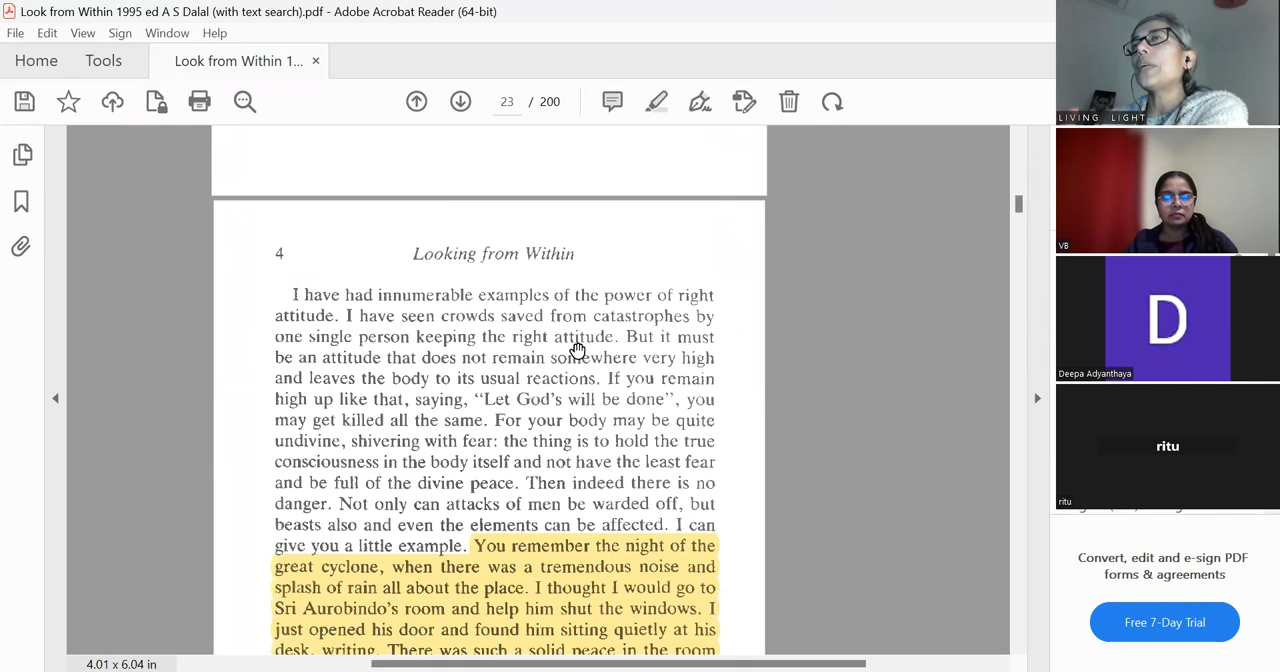 Look from Within 1995 ed A S Dalal (with text search).pdf - Adobe Acrobat Reader (64-bit)
File Edit View Sign Window Help
Home Tools Look from Within 1... ×
23 / 200
4 Looking from Within
I have had innumerable examples of the power of right
attitude. I have seen crowds saved from catastrophes by
one single person keeping the right attitude. But it must
be an attitude that does not remain somewhere very high
and leaves the body to its usual reactions. If you remain
high up like that, saying, “Let God’s will be done”, you
may get killed all the same. For your body may be quite
undivine, shivering with fear: the thing is to hold the true
consciousness in the body itself and not have the least fear
and be full of the divine peace. Then indeed there is no
danger. Not only can attacks of men be warded off, but
beasts also and even the elements can be affected. I can
give you a little example. You remember the night of the
great cyclone, when there was a tremendous noise and
splash of rain all about the place. I thought I would go to
Sri Aurobindo’s room and help him shut the windows. I
just opened his door and found him sitting quietly at his
desk, writing. There was such a solid peace in the room
4.01 x 6.04 in
LIVING LIGHT
VB
D
Deepa Adyanthaya
ritu
ritu
Convert, edit and e-sign PDF
forms & agreements
Free 7-Day Trial